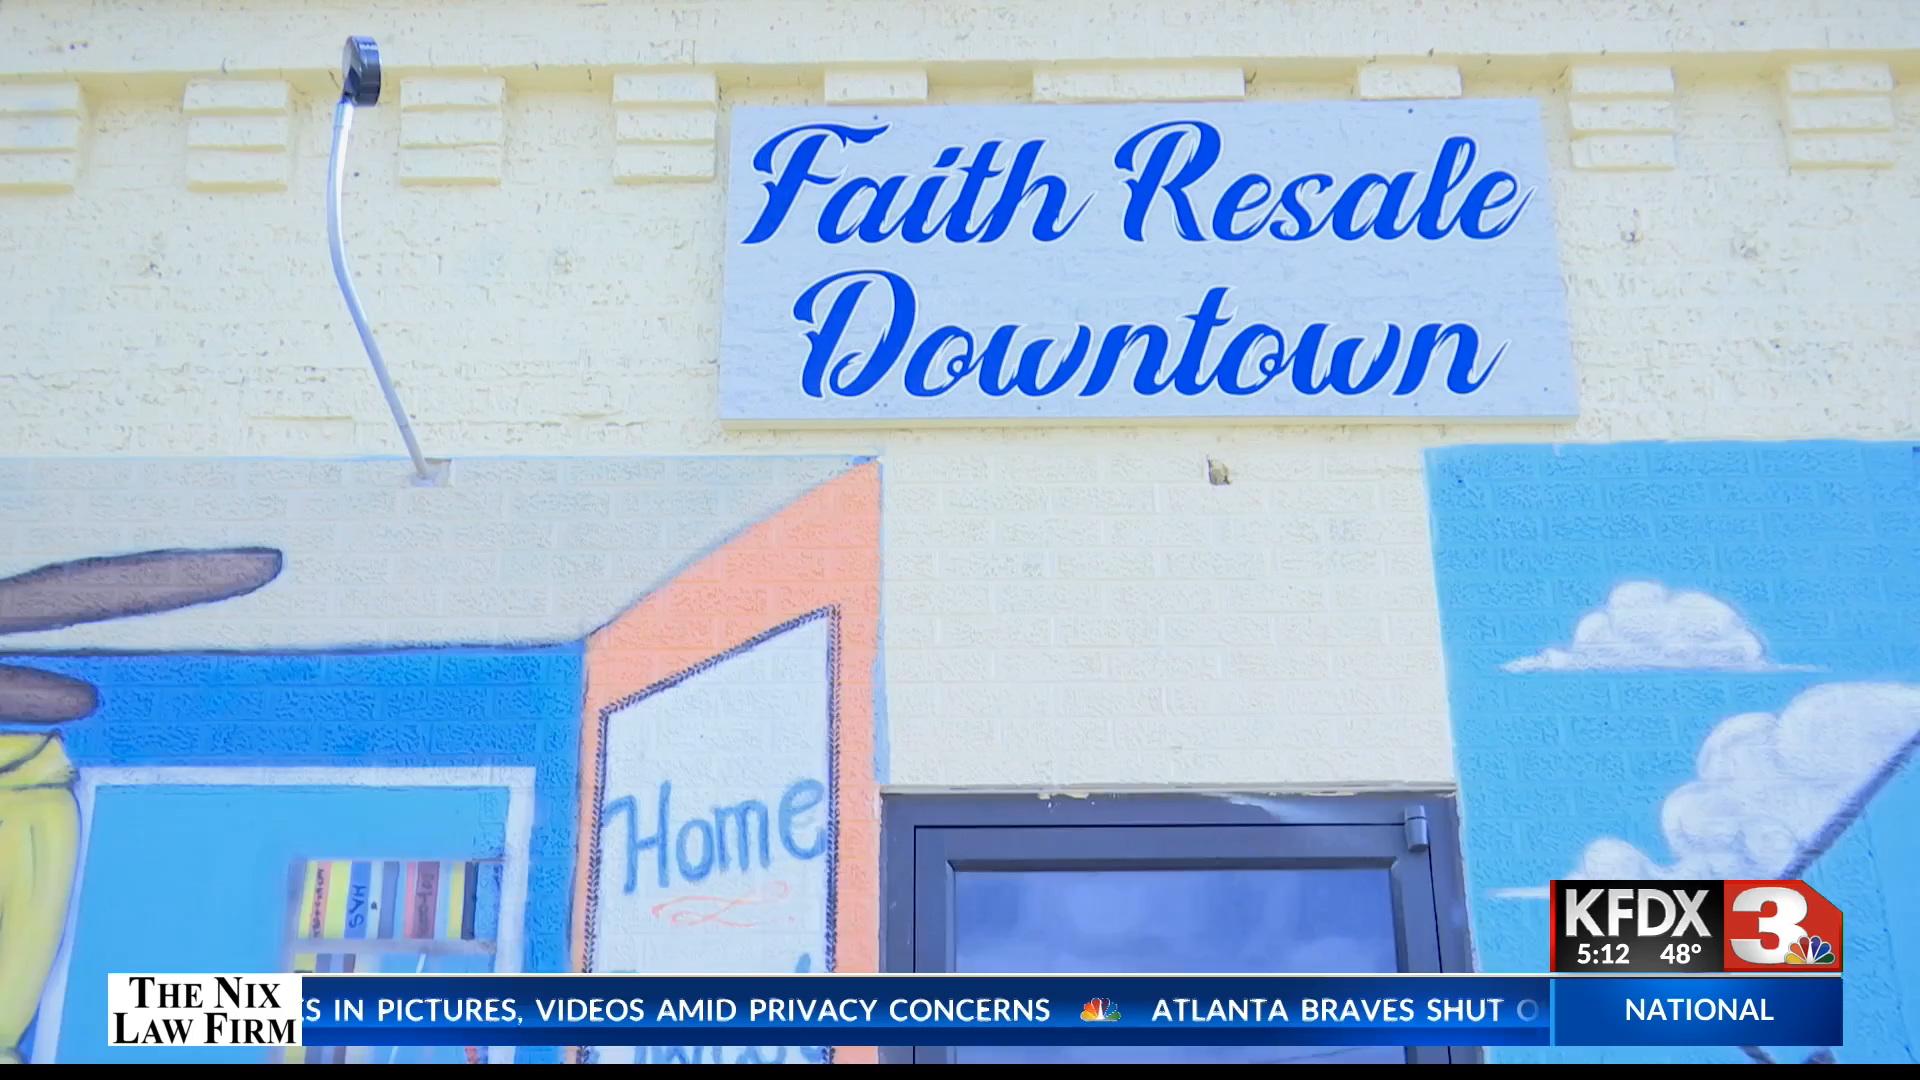 Faith Resale
Downtown
Home
HAS
KFDX 3
5:12 48°
THE NIX
LAW FIRM
S IN PICTURES, VIDEOS AMID PRIVACY CONCERNS ATLANTA BRAVES SHUT O
NATIONAL